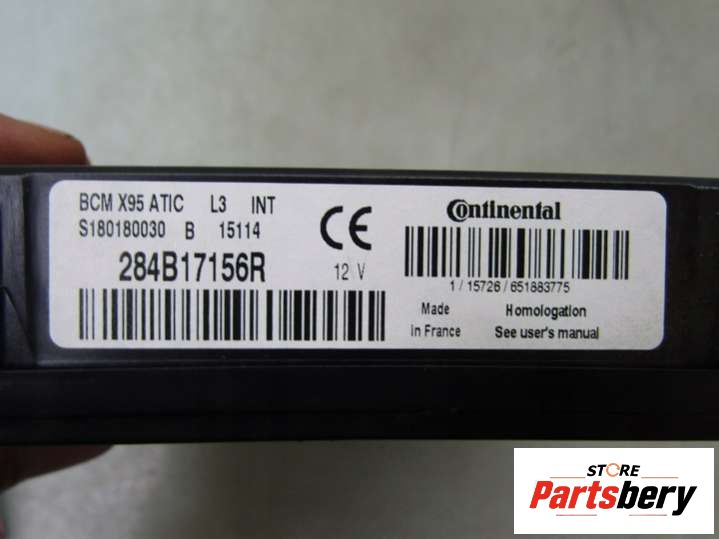 BCM X95 ATIC L3 INT
S180180030 B 15114
284B17156R
12 V
CE
Continental
1 / 15726 / 651883775
Made
in France
Homologation
See user's manual
STORE
Partsbery